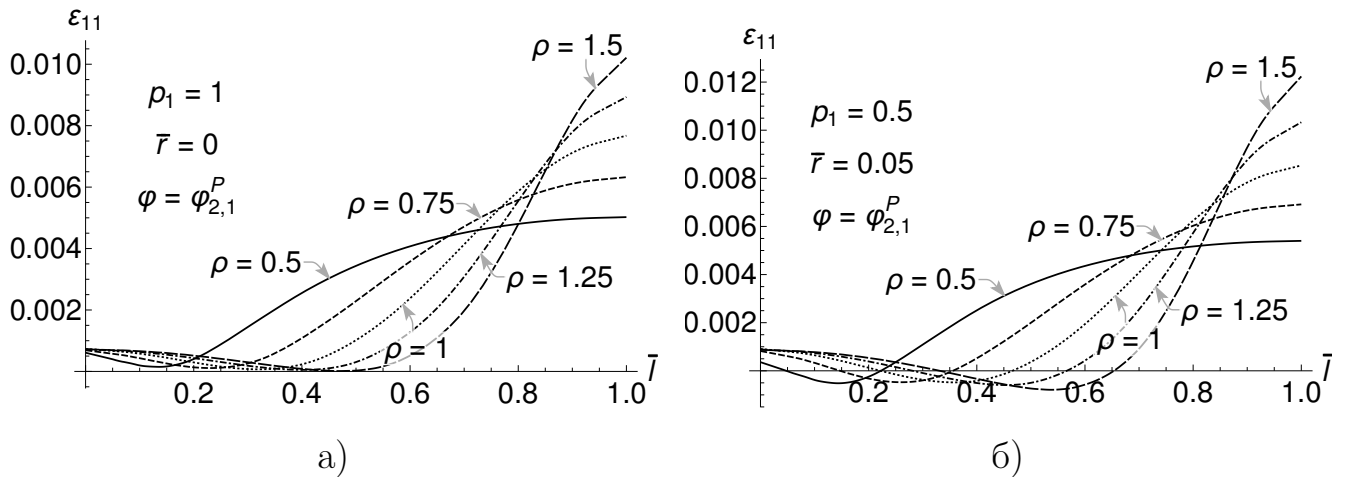 ε₁₁
0.010
0.008
0.006
0.004
0.002
p₁ = 1
r̄ = 0
φ = φᴾ₂,₁
ρ = 1.5
ρ = 0.75
ρ = 0.5
ρ = 1.25
ρ = 1
0.2 0.4 0.6 0.8 1.0
l̄
а)
ε₁₁
0.012
0.010
0.008
0.006
0.004
0.002
p₁ = 0.5
r̄ = 0.05
φ = φᴾ₂,₁
ρ = 1.5
ρ = 0.75
ρ = 0.5
ρ = 1.25
ρ = 1
0.2 0.4 0.6 0.8 1.0
l̄
б)